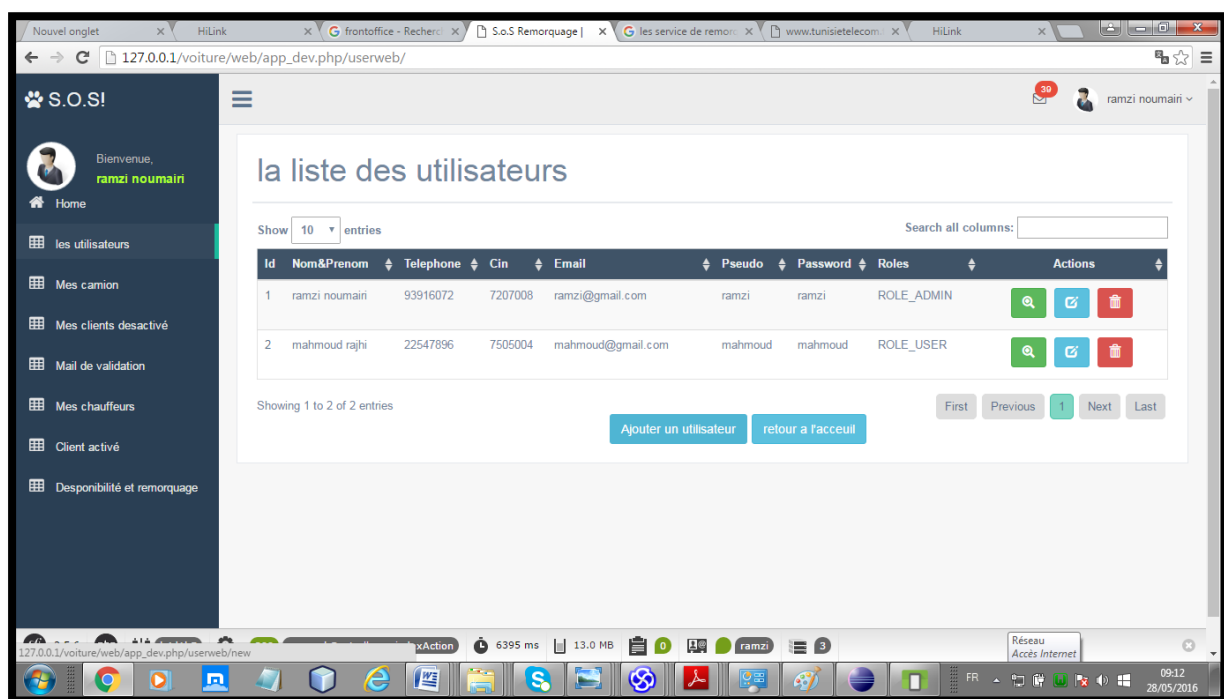 Nouvel onglet HiLink frontoffice - Recherc S.o.S Remorquage | les service de remor www.tunisietelecom. HiLink
127.0.0.1/voiture/web/app_dev.php/userweb/
S.O.S! 39 ramzi noumairi
Bienvenue,
ramzi noumairi
Home
les utilisateurs
Mes camion
Mes clients desactivé
Mail de validation
Mes chauffeurs
Client activé
Desponibilité et remorquage
la liste des utilisateurs
Show 10 entries Search all columns:
Id Nom&Prenom Telephone Cin Email Pseudo Password Roles Actions
1 ramzi noumairi 93916072 7207008 ramzi@gmail.com ramzi ramzi ROLE_ADMIN
2 mahmoud rajhi 22547896 7505004 mahmoud@gmail.com mahmoud mahmoud ROLE_USER
Showing 1 to 2 of 2 entries First Previous 1 Next Last
Ajouter un utilisateur retour a l'acceuil
xAction 6395 ms 13.0 MB 0 ramzi 3
127.0.0.1/voiture/web/app_dev.php/userweb/new
Réseau
Accès Internet
FR 09:12
28/05/2016